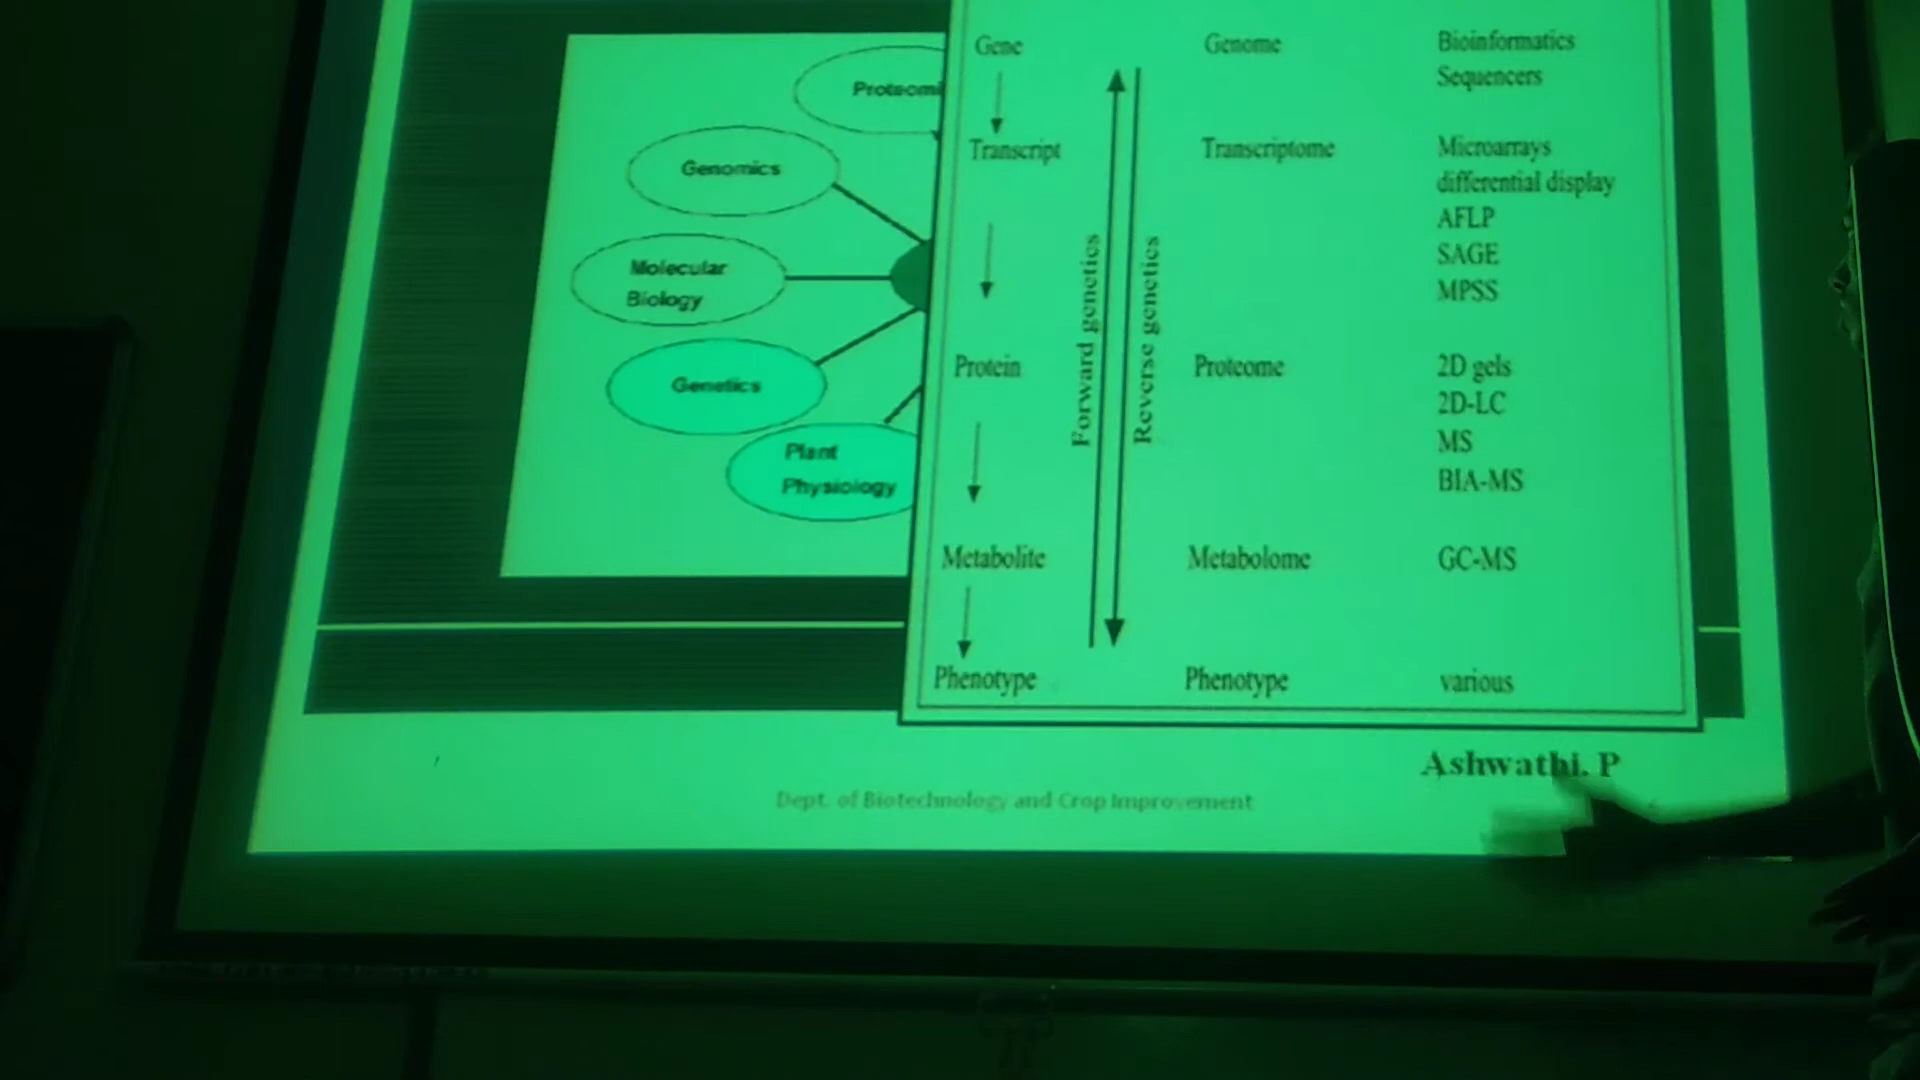 Proteomi
Genomics
Molecular
Biology
Genetics
Plant
Physiology
Gene
Genome
Bioinformatics
Sequencers
Transcript
Transcriptome
Microarrays
differential display
AFLP
SAGE
MPSS
Forward genetics
Reverse genetics
Protein
Proteome
2D gels
2D-LC
MS
BIA-MS
Metabolite
Metabolome
GC-MS
Phenotype
Phenotype
various
Ashwathi. P
Dept. of Biotechnology and Crop Improvement